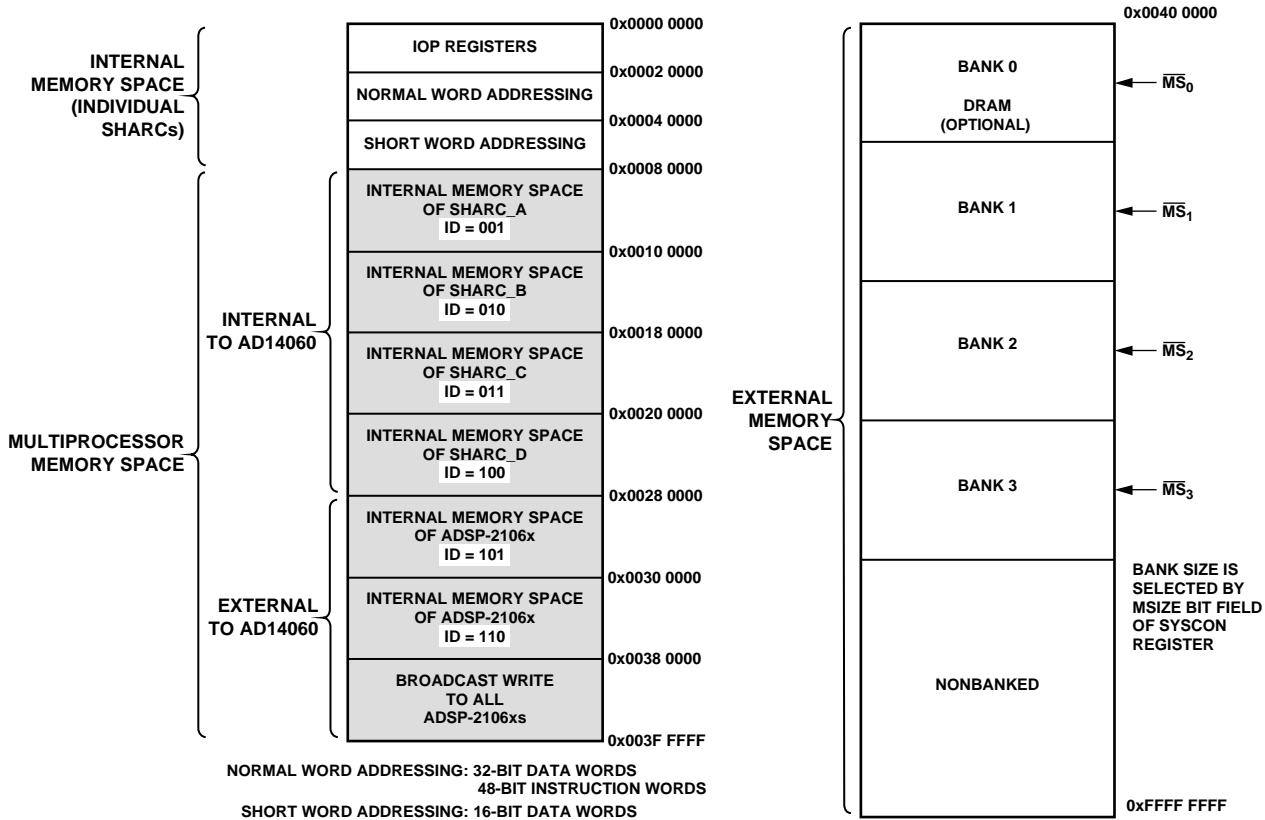 INTERNAL
MEMORY SPACE
(INDIVIDUAL
SHARCs)
MULTIPROCESSOR
MEMORY SPACE
INTERNAL
TO AD14060
EXTERNAL
TO AD14060
0x0000 0000
IOP REGISTERS
0x0002 0000
NORMAL WORD ADDRESSING
0x0004 0000
SHORT WORD ADDRESSING
0x0008 0000
INTERNAL MEMORY SPACE
OF SHARC_A
ID = 001
0x0010 0000
INTERNAL MEMORY SPACE
OF SHARC_B
ID = 010
0x0018 0000
INTERNAL MEMORY SPACE
OF SHARC_C
ID = 011
0x0020 0000
INTERNAL MEMORY SPACE
OF SHARC_D
ID = 100
0x0028 0000
INTERNAL MEMORY SPACE
OF ADSP-2106x
ID = 101
0x0030 0000
INTERNAL MEMORY SPACE
OF ADSP-2106x
ID = 110
0x0038 0000
BROADCAST WRITE
TO ALL
ADSP-2106xs
0x003F FFFF
NORMAL WORD ADDRESSING: 32-BIT DATA WORDS
48-BIT INSTRUCTION WORDS
SHORT WORD ADDRESSING: 16-BIT DATA WORDS
EXTERNAL
MEMORY
SPACE
0x0040 0000
BANK 0
DRAM
(OPTIONAL)
MS0
BANK 1
MS1
BANK 2
MS2
BANK 3
MS3
BANK SIZE IS
SELECTED BY
MSIZE BIT FIELD
OF SYSCON
REGISTER
NONBANKED
0xFFFF FFFF